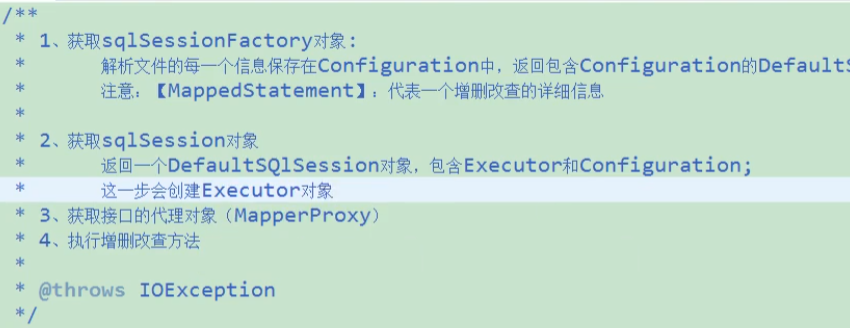 /**
* 1、获取sqlSessionFactory对象:
* 解析文件的每一个信息保存在Configuration中，返回包含Configuration的DefaultS
* 注意：【MappedStatement】：代表一个增删改查的详细信息
*
* 2、获取sqlSession对象
* 返回一个DefaultSQlSession对象，包含Executor和Configuration;
* 这一步会创建Executor对象
* 3、获取接口的代理对象（MapperProxy）
* 4、执行增删改查方法
*
* @throws IOException
*/